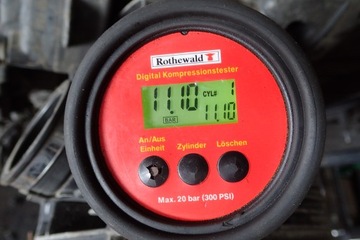 Rothewald
Digital Kompressionstester
11.10 CYL# 1
BAR 11.10
An/Aus
Einheit Zylinder Löschen
Max. 20 bar (300 PSI)